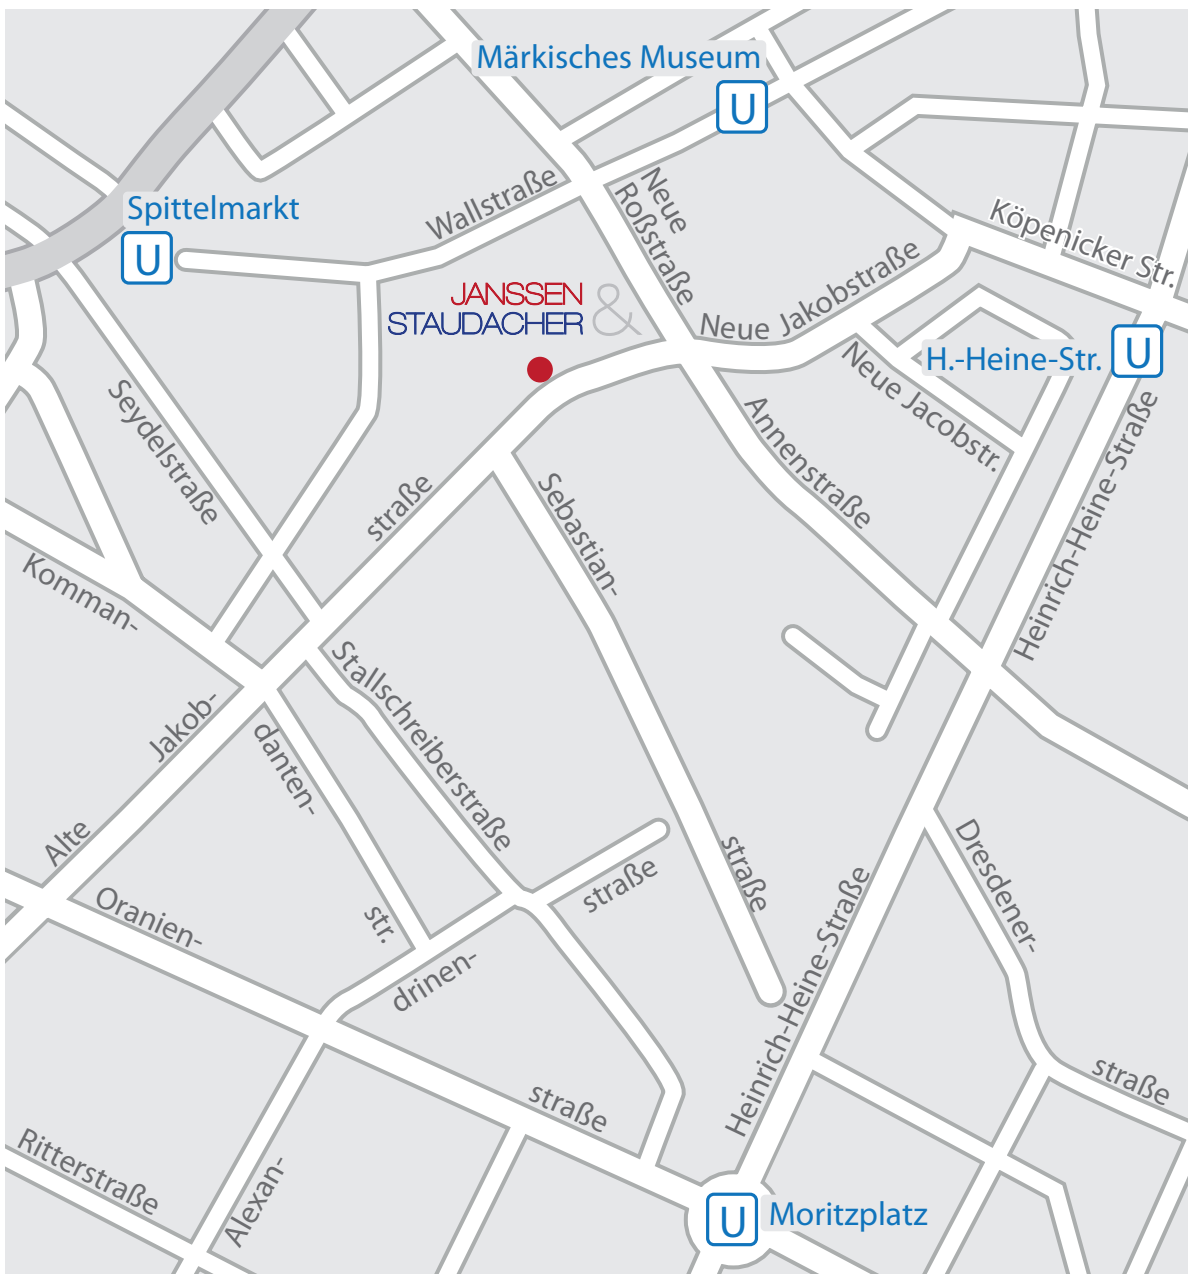 Märkisches Museum
U
Spittelmarkt
U
Wallstraße
Neue
Roßstraße
Köpenicker Str.
JANSSEN &
STAUDACHER
Neue Jakobstraße
H.-Heine-Str.
U
Neue Jacobstr.
Seydelstraße
Annenstraße
Heinrich-Heine-Straße
straße
Sebastian-
Komman-
Stallschreiberstraße
Jakob-
danten-
Alte
Dresdener-
straße
straße
Heinrich-Heine-Straße
Oranien-
str.
drinen-
straße
straße
Ritterstraße
Alexan-
U
Moritzplatz